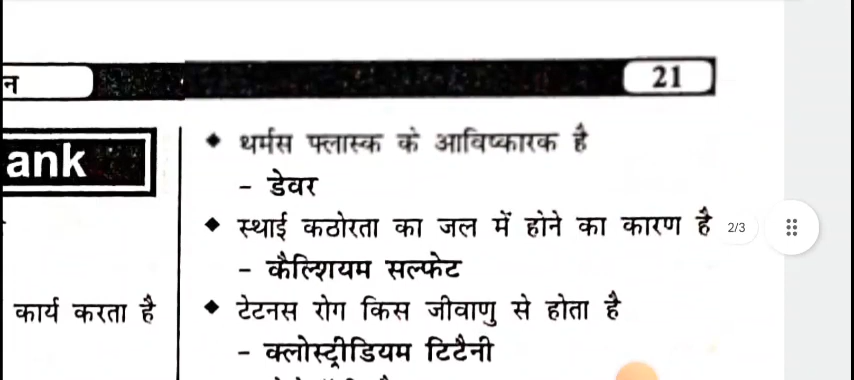 न
21
ank
कार्य करता है
◆ थर्मस फ्लास्क के आविष्कारक है
– डेवर
◆ स्थाई कठोरता का जल में होने का कारण है
2/3
– कैल्शियम सल्फेट
◆ टेटनस रोग किस जीवाणु से होता है
– क्लोस्ट्रीडियम टिटैनी